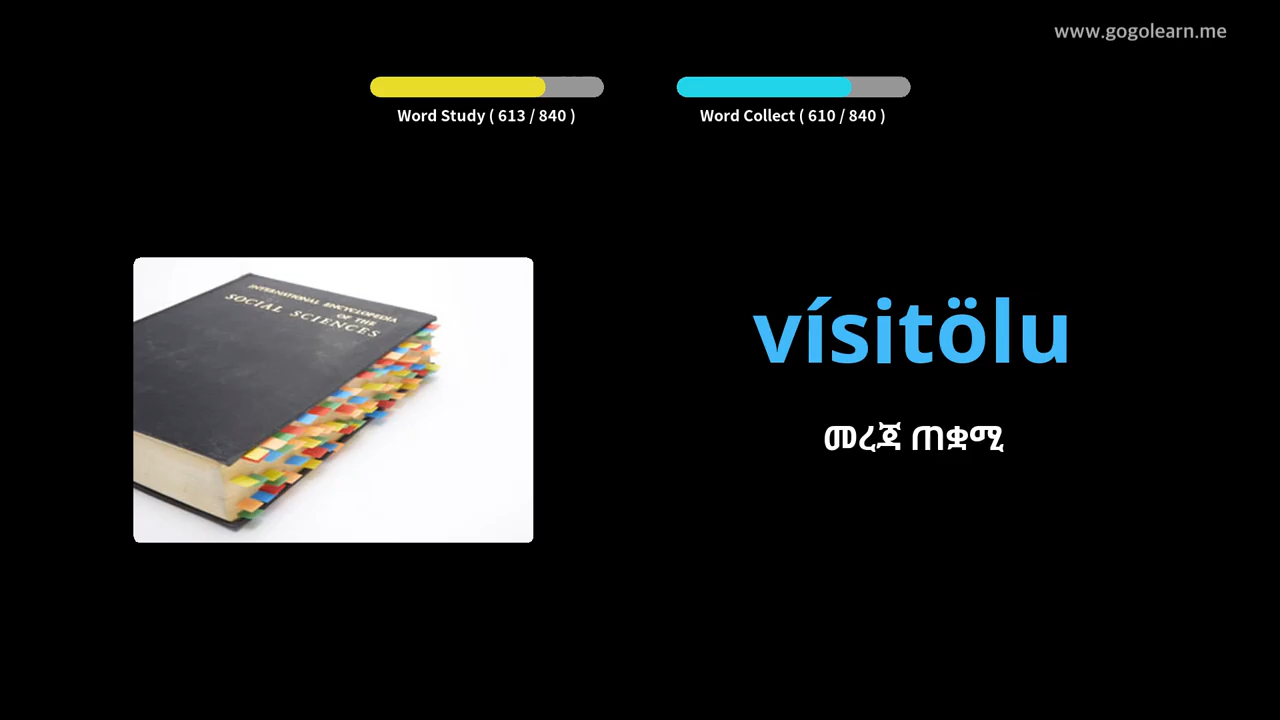 www.gogolearn.me
Word Study ( 613 / 840 )
Word Collect ( 610 / 840 )
INTERNATIONAL ENCYCLOPEDIA
OF THE
SOCIAL SCIENCES
vísitölu
መረጃ ጠቋሚ